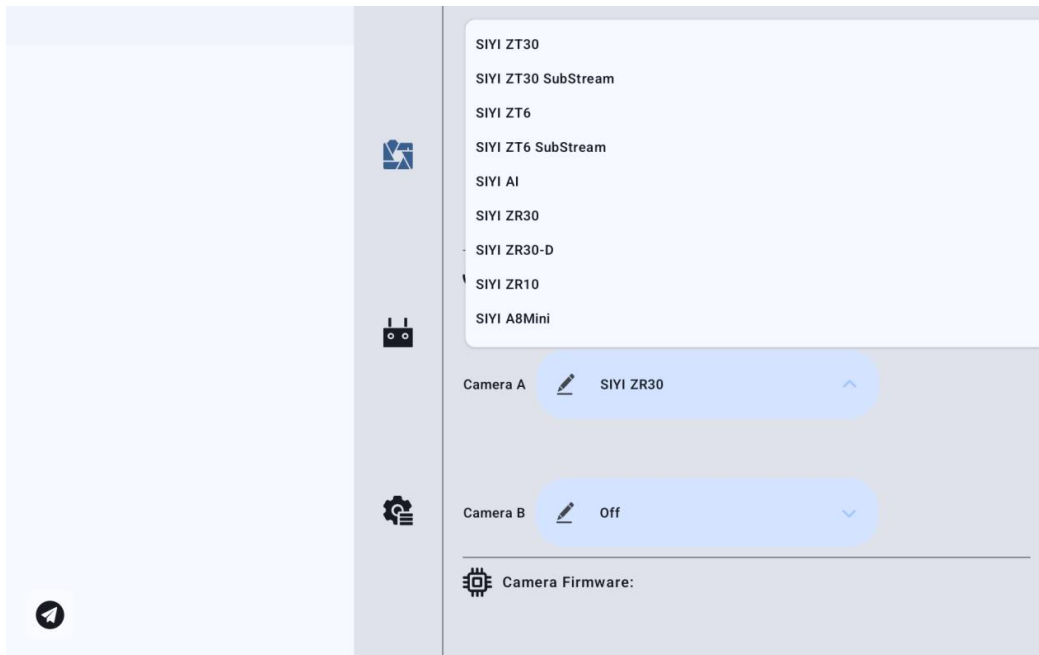 SIYI ZT30
SIYI ZT30 SubStream
SIYI ZT6
SIYI ZT6 SubStream
SIYI AI
SIYI ZR30
SIYI ZR30-D
SIYI ZR10
SIYI A8Mini
Camera A SIYI ZR30
Camera B Off
Camera Firmware: